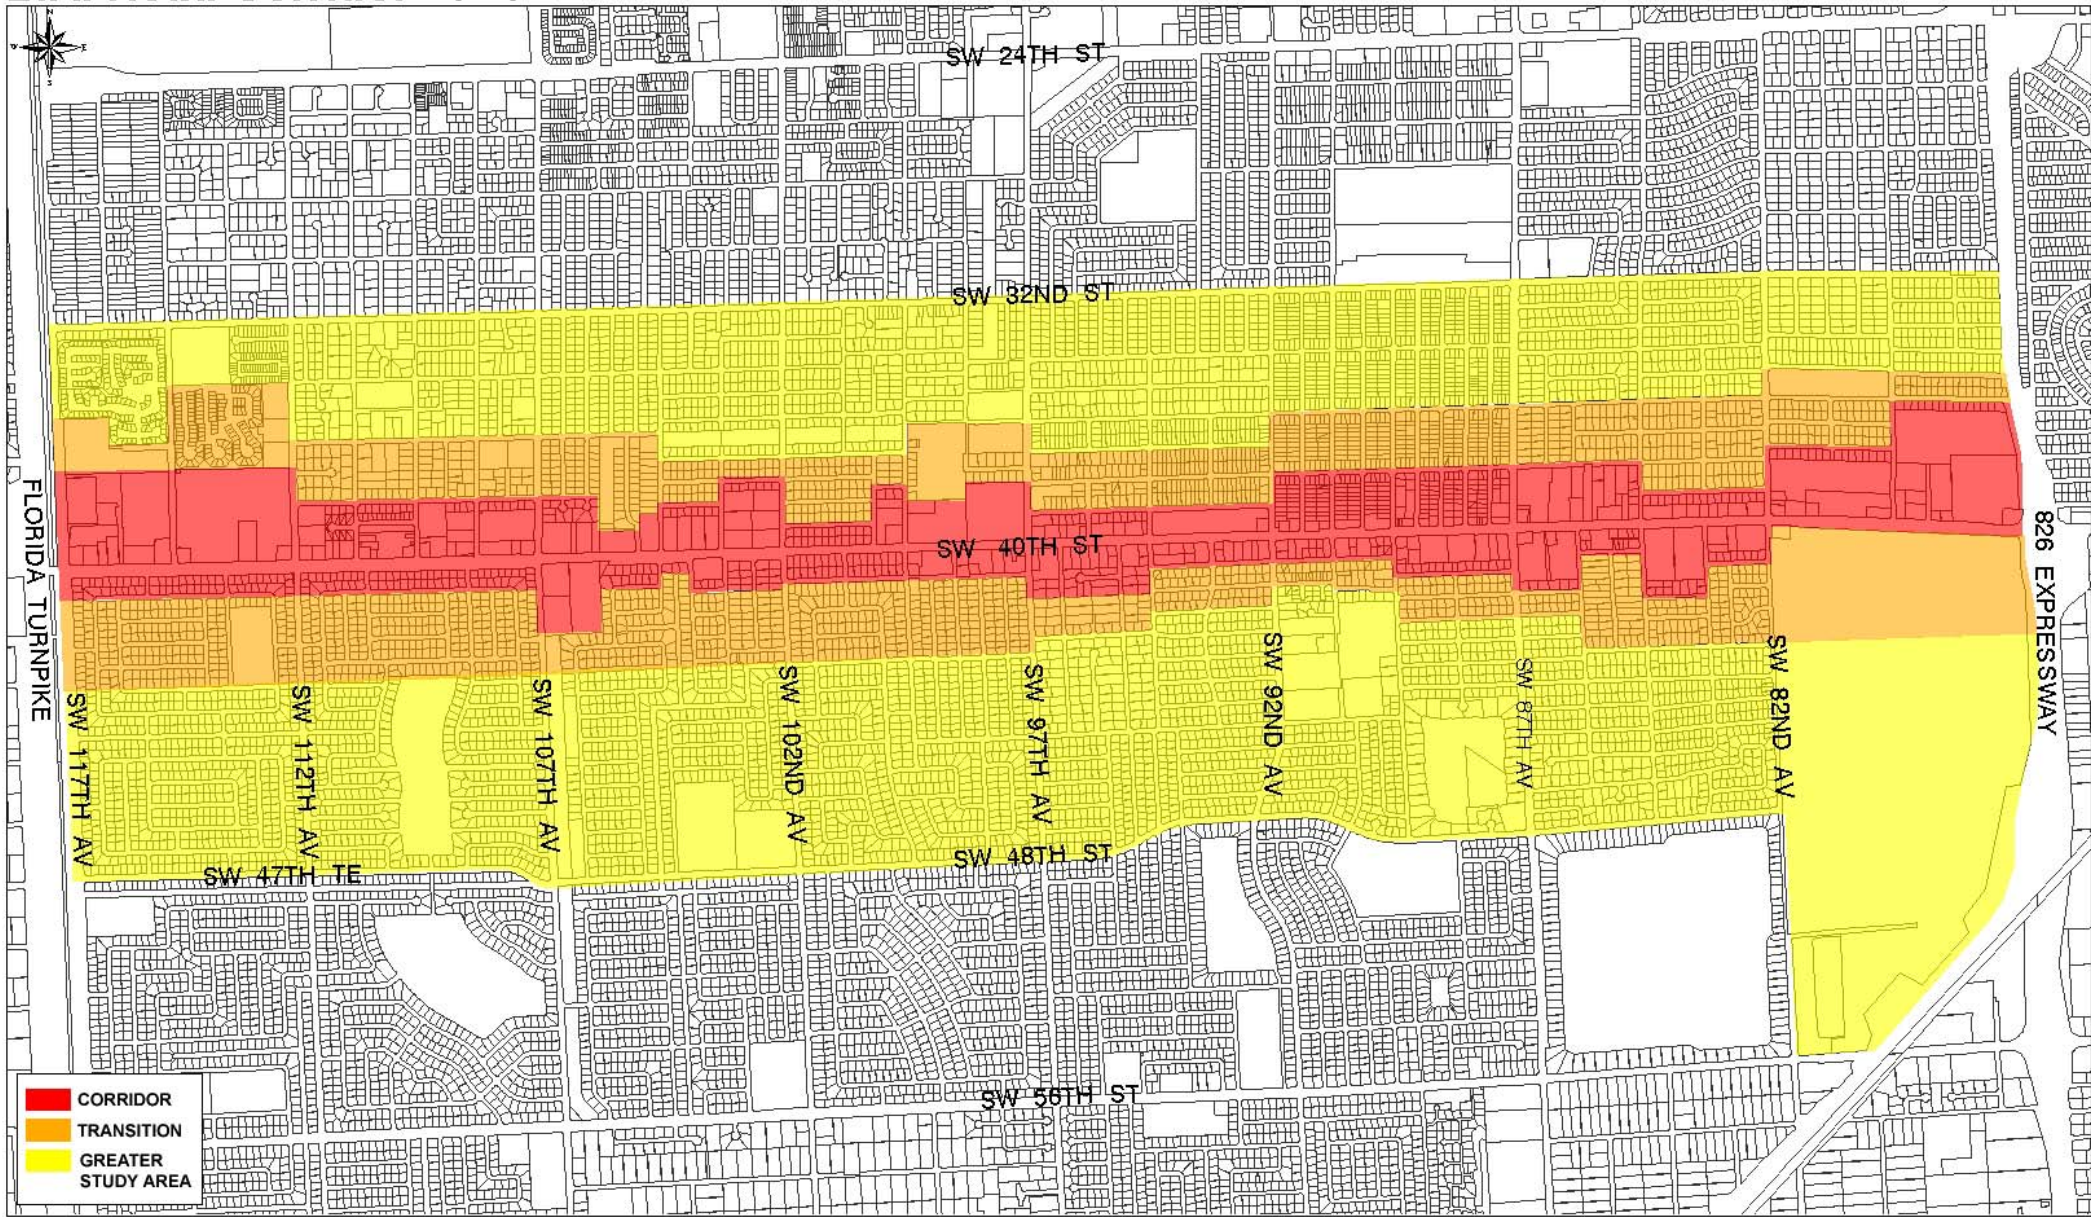 SW 24TH ST
SW 32ND ST
SW 40TH ST
FLORIDA TURNPIKE
826 EXPRESSWAY
SW 117TH AV
SW 112TH AV
SW 107TH AV
SW 102ND AV
SW 97TH AV
SW 92ND AV
SW 87TH AV
SW 82ND AV
SW 47TH TE
SW 48TH ST
SW 56TH ST
CORRIDOR
TRANSITION
GREATER
STUDY AREA